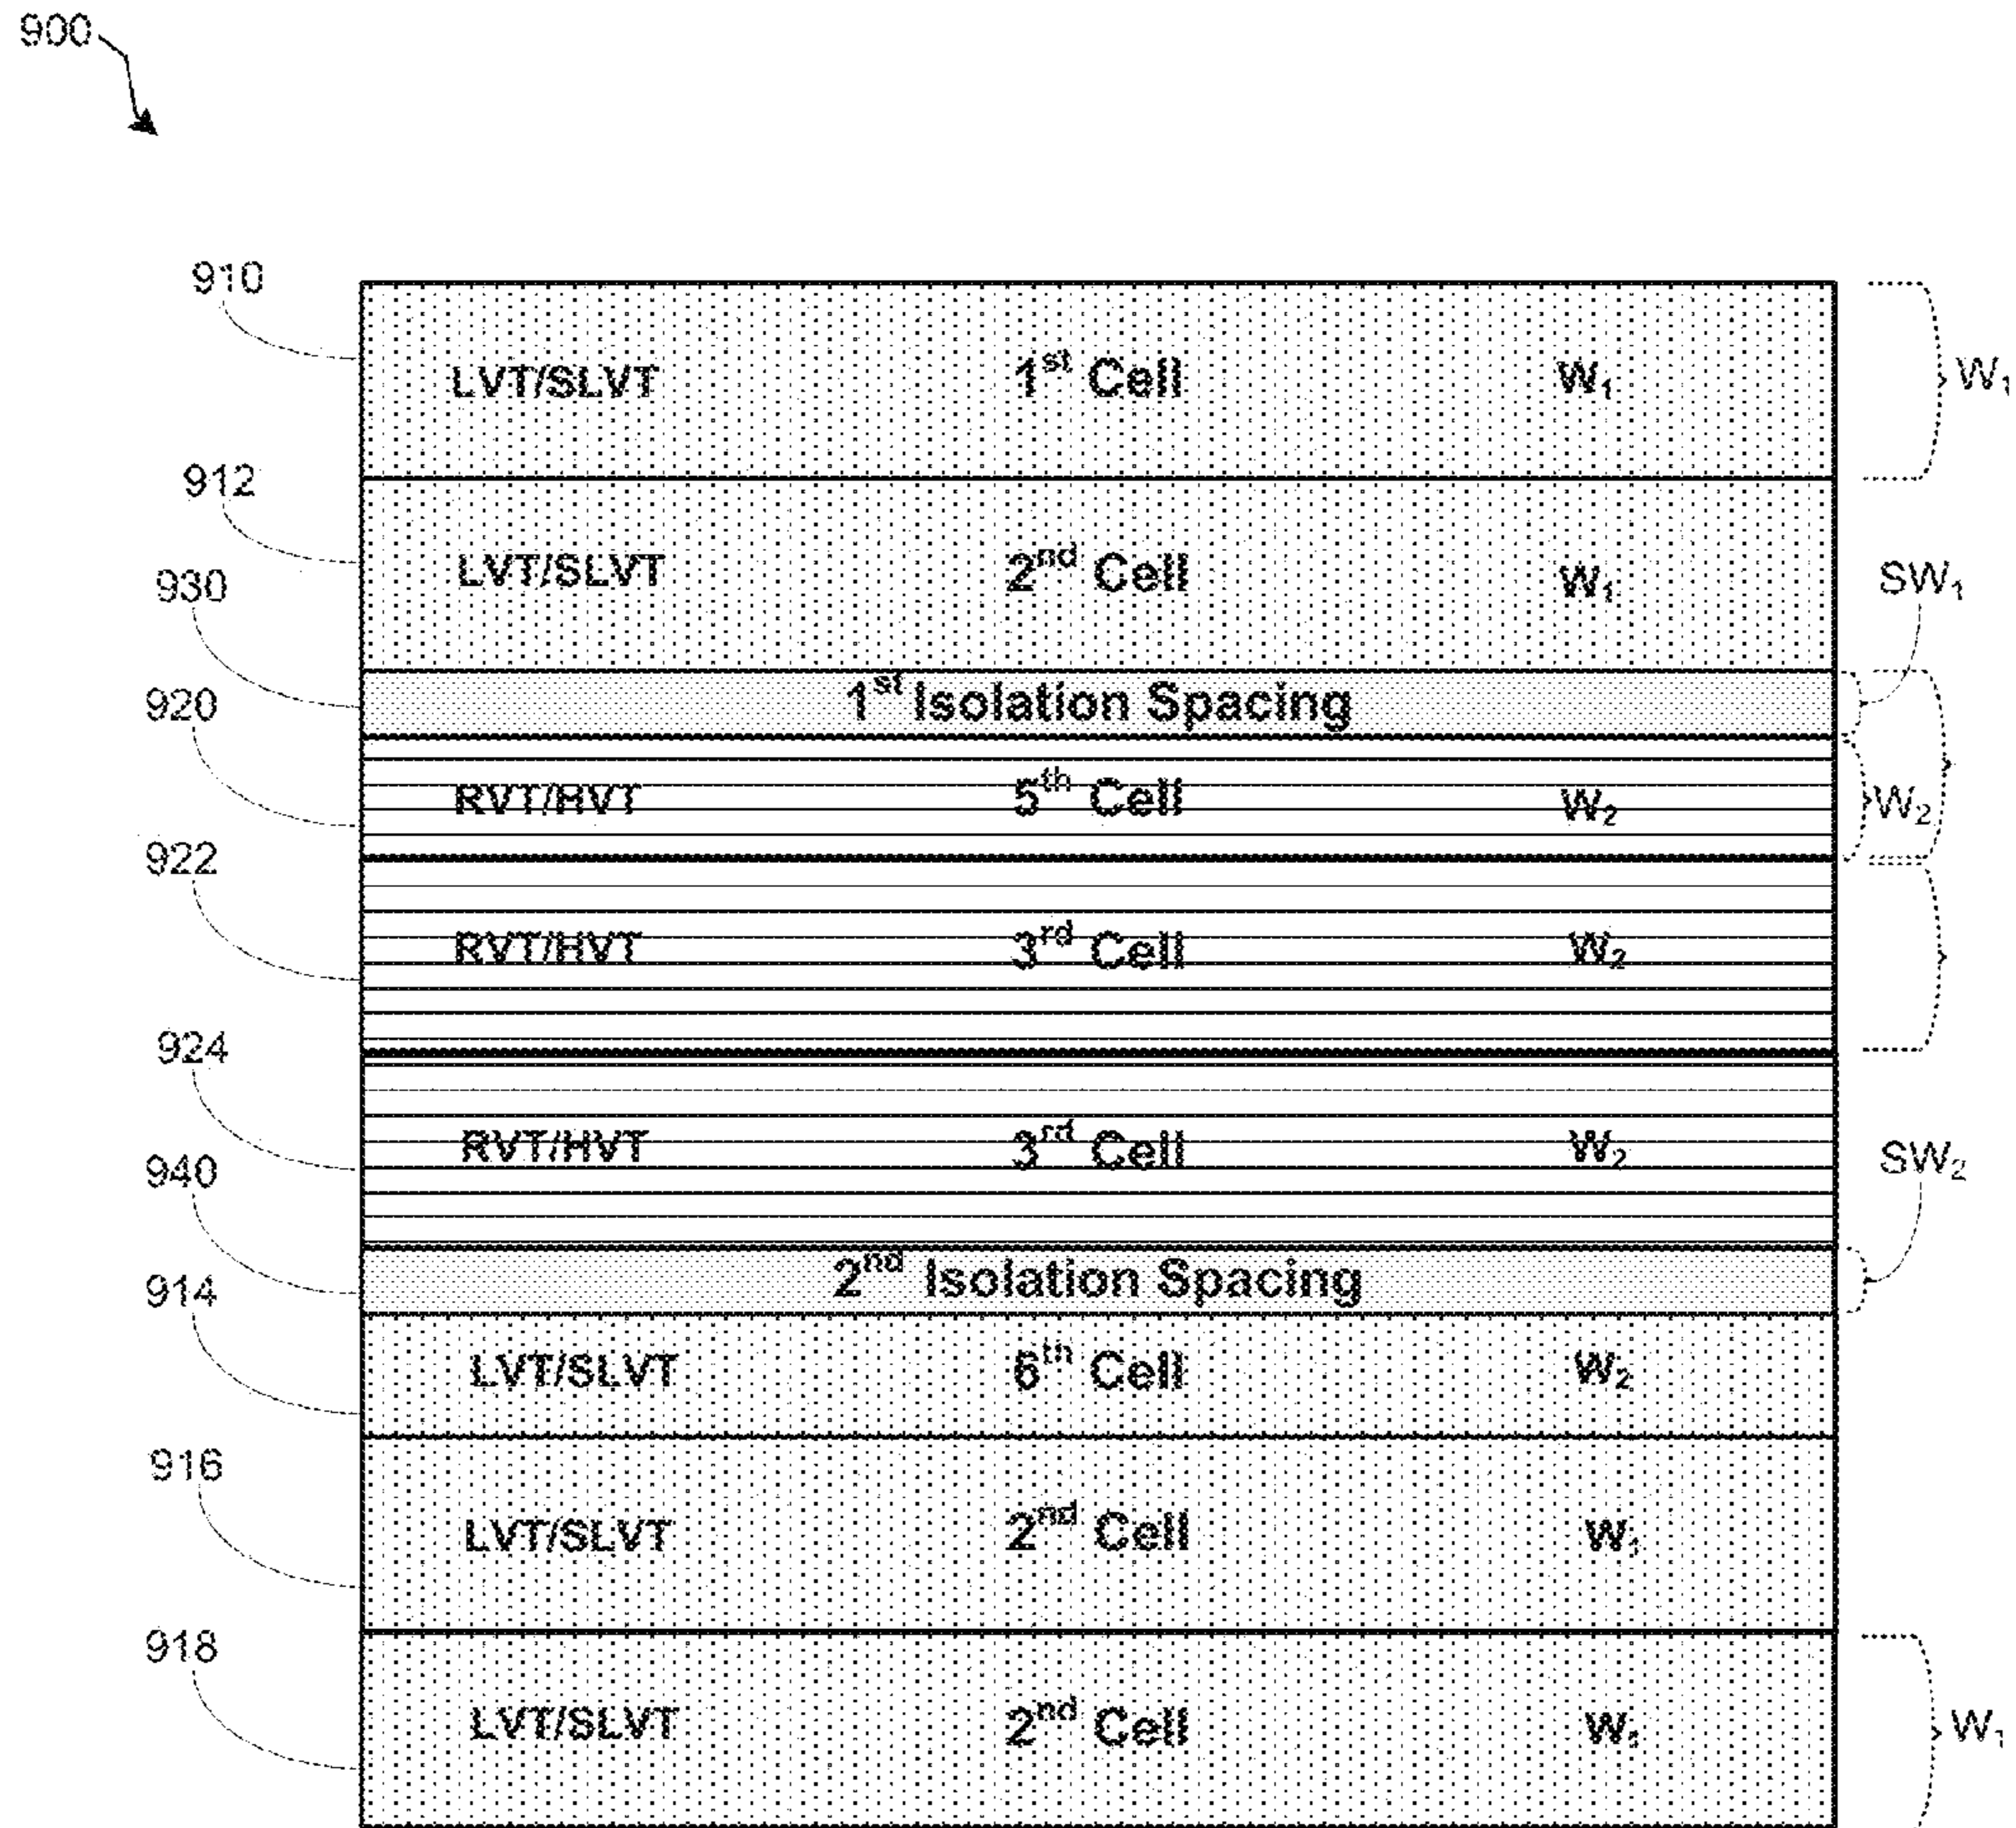 900
910
LVT/SLVT 1st Cell W₁
W₁
912
LVT/SLVT 2nd Cell W₁
SW₁
930
1st Isolation Spacing
920
RVT/HVT 5th Cell W₂
W₂
922
RVT/HVT 3rd Cell W₂
924
RVT/HVT 3rd Cell W₂
SW₂
940
2nd Isolation Spacing
914
LVT/SLVT 6th Cell W₂
916
LVT/SLVT 2nd Cell W₁
918
LVT/SLVT 2nd Cell W₁
W₁